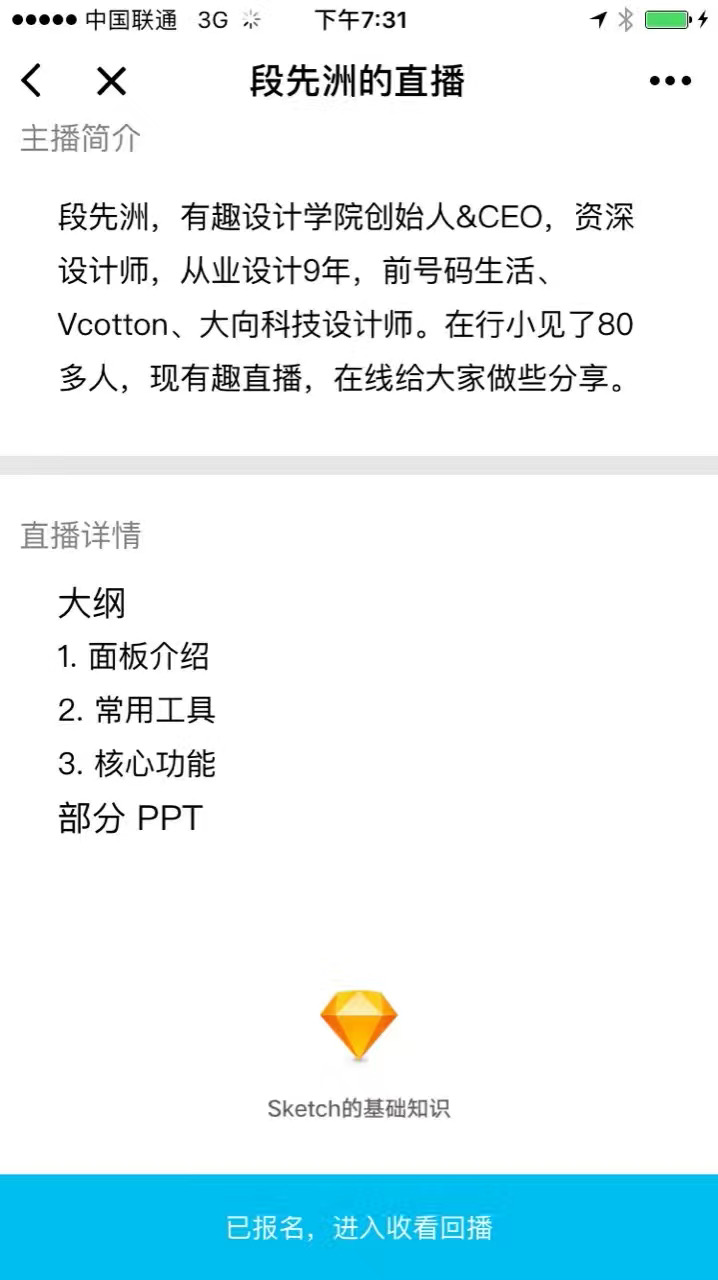 中国联通 3G 下午7:31
段先洲的直播
主播简介
段先洲，有趣设计学院创始人&CEO，资深
设计师，从业设计9年，前号码生活、
Vcotton、大向科技设计师。在行小见了80
多人，现有趣直播，在线给大家做些分享。
直播详情
大纲
1. 面板介绍
2. 常用工具
3. 核心功能
部分 PPT
Sketch的基础知识
已报名，进入收看回播